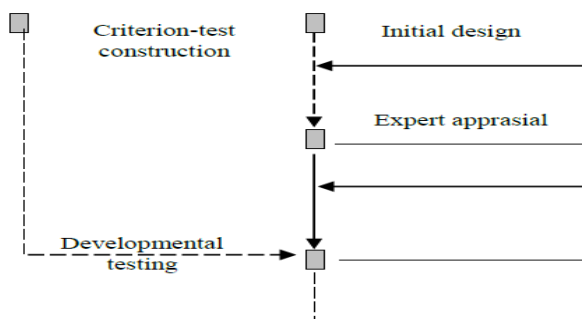 Criterion-test
construction
Initial design
Expert apprasial
Developmental
testing